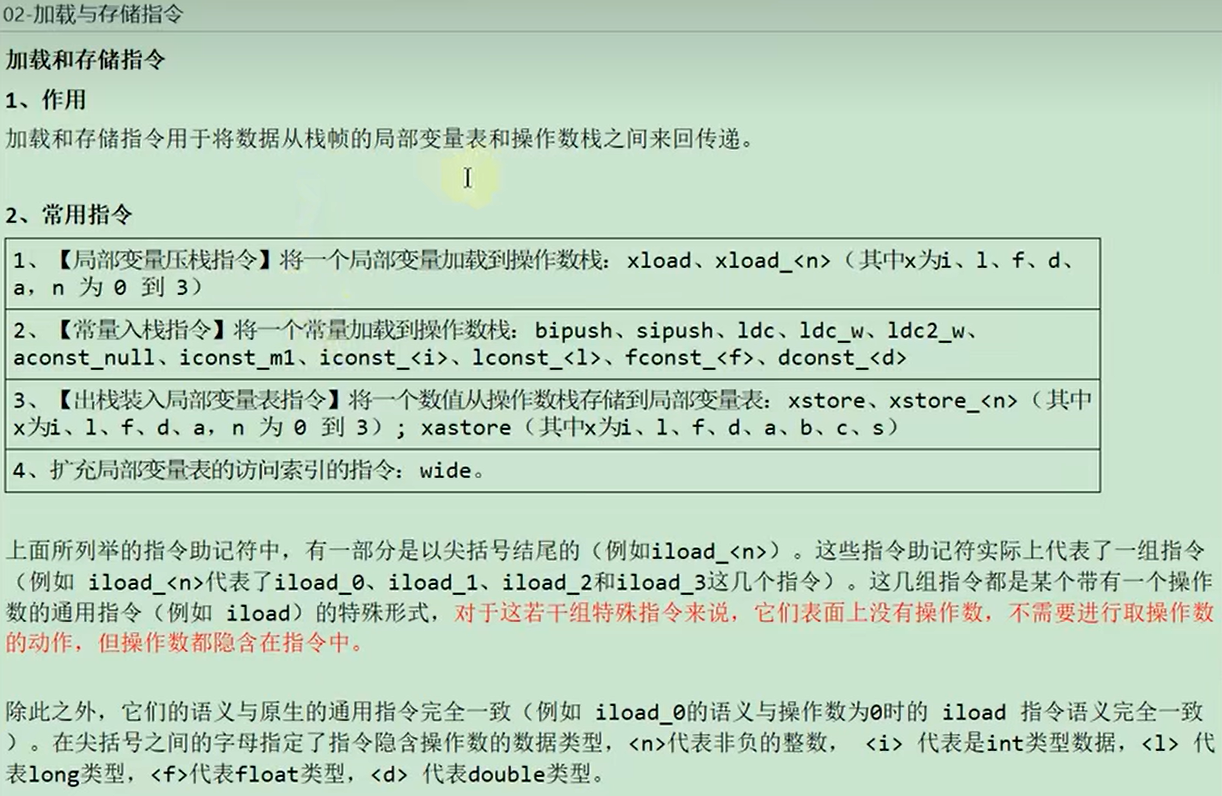 02-加载与存储指令
加载和存储指令
1、作用
加载和存储指令用于将数据从栈帧的局部变量表和操作数栈之间来回传递。
2、常用指令
1、【局部变量压栈指令】将一个局部变量加载到操作数栈：xload、xload_<n>（其中x为i、l、f、d、
a，n 为 0 到 3）
2、【常量入栈指令】将一个常量加载到操作数栈：bipush、sipush、ldc、ldc_w、ldc2_w、
aconst_null、iconst_m1、iconst_<i>、lconst_<l>、fconst_<f>、dconst_<d>
3、【出栈装入局部变量表指令】将一个数值从操作数栈存储到局部变量表：xstore、xstore_<n>（其中
x为i、l、f、d、a，n 为 0 到 3）; xastore（其中x为i、l、f、d、a、b、c、s）
4、扩充局部变量表的访问索引的指令：wide。
上面所列举的指令助记符中，有一部分是以尖括号结尾的（例如iload_<n>）。这些指令助记符实际上代表了一组指令
（例如 iload_<n>代表了iload_0、iload_1、iload_2和iload_3这几个指令）。这几组指令都是某个带有一个操作
数的通用指令（例如 iload）的特殊形式，对于这若干组特殊指令来说，它们表面上没有操作数，不需要进行取操作数
的动作，但操作数都隐含在指令中。
除此之外，它们的语义与原生的通用指令完全一致（例如 iload_0的语义与操作数为0时的 iload 指令语义完全一致
）。在尖括号之间的字母指定了指令隐含操作数的数据类型，<n>代表非负的整数， <i> 代表是int类型数据，<l> 代
表long类型，<f>代表float类型，<d> 代表double类型。